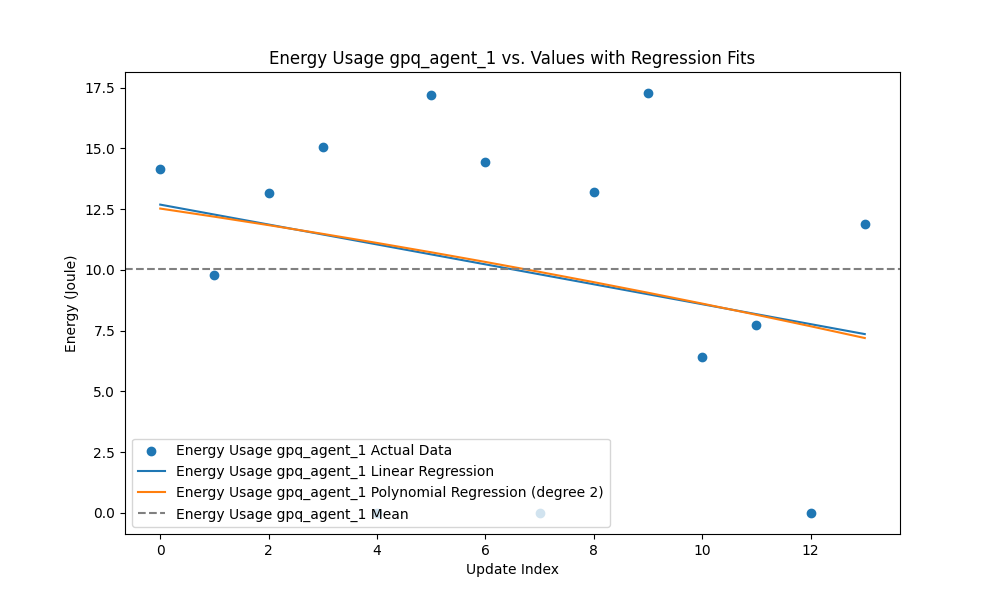 Energy Usage gpq_agent_1 vs. Values with Regression Fits
17.5
15.0
12.5
10.0
7.5
5.0
2.5
0.0
Energy (Joule)
Energy Usage gpq_agent_1 Actual Data
Energy Usage gpq_agent_1 Linear Regression
Energy Usage gpq_agent_1 Polynomial Regression (degree 2)
Energy Usage gpq_agent_1 Mean
0 2 4 6 8 10 12
Update Index